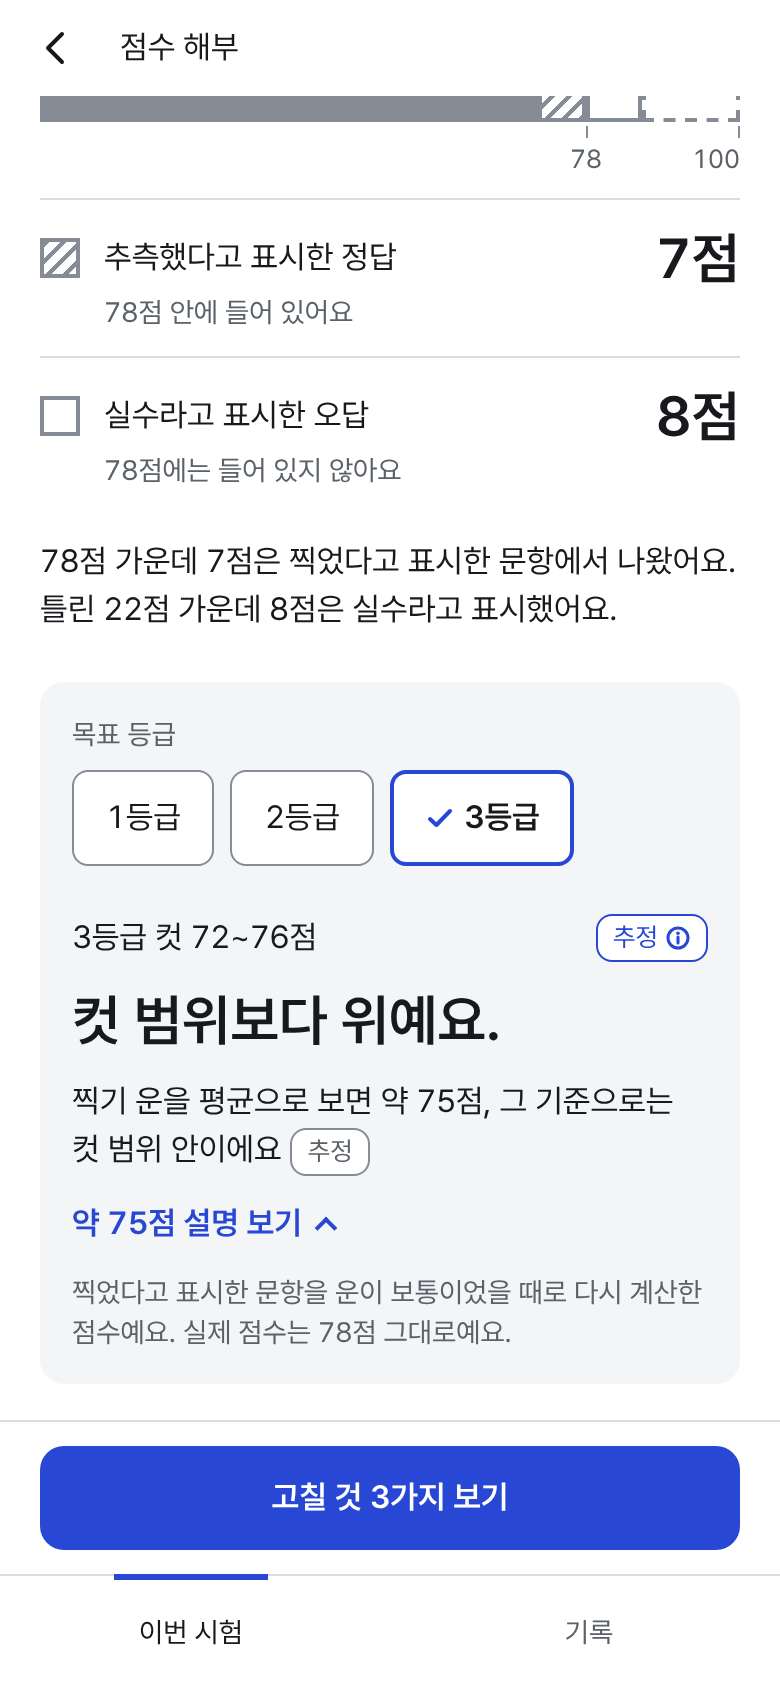 점수 해부
78
100
추측했다고 표시한 정답
7점
78점 안에 들어 있어요
실수라고 표시한 오답
8점
78점에는 들어 있지 않아요
78점 가운데 7점은 찍었다고 표시한 문항에서 나왔어요.
틀린 22점 가운데 8점은 실수라고 표시했어요.
목표 등급
1등급
2등급
3등급
3등급 컷 72~76점
추정
컷 범위보다 위예요.
찍기 운을 평균으로 보면 약 75점, 그 기준으로는
컷 범위 안이에요 추정
약 75점 설명 보기
찍었다고 표시한 문항을 운이 보통이었을 때로 다시 계산한
점수예요. 실제 점수는 78점 그대로예요.
고칠 것 3가지 보기
이번 시험
기록